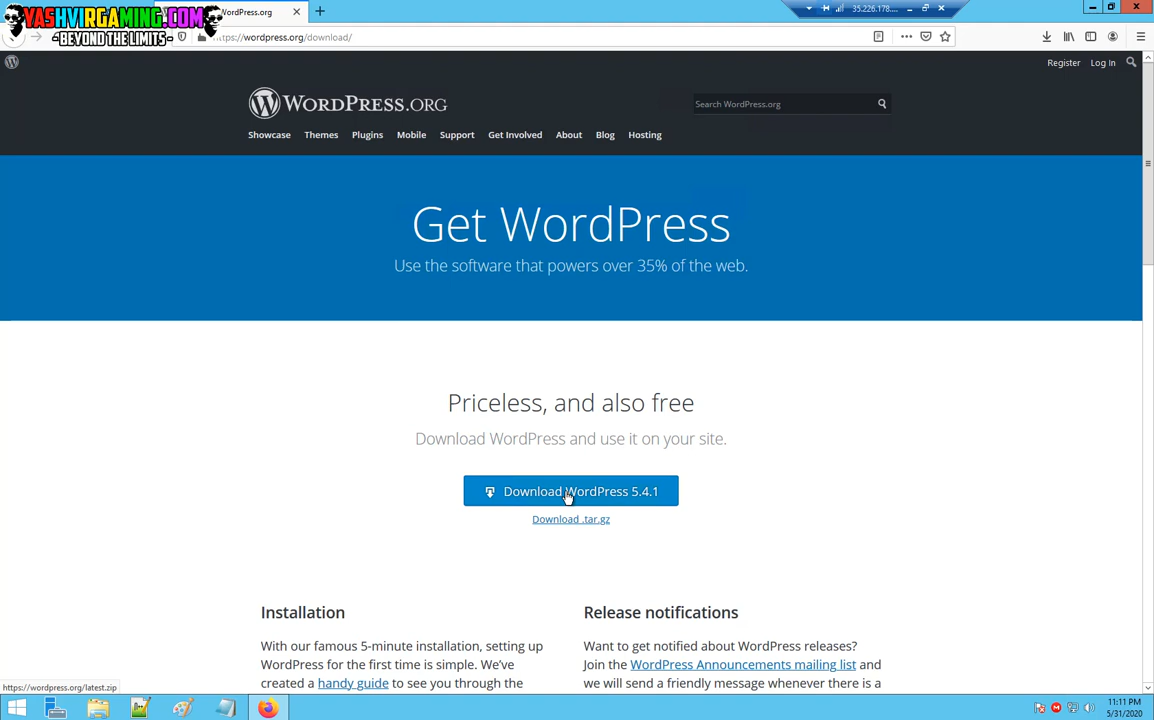 YASHVIRGAMING.COM
-BEYOND THE LIMITS-
WordPress.org
35.226.178....
https://wordpress.org/download/
Register
Log In
WORDPRESS.ORG
Search WordPress.org
Showcase
Themes
Plugins
Mobile
Support
Get Involved
About
Blog
Hosting
Get WordPress
Use the software that powers over 35% of the web.
Priceless, and also free
Download WordPress and use it on your site.
Download WordPress 5.4.1
Download .tar.gz
Installation
With our famous 5-minute installation, setting up
WordPress for the first time is simple. We've
created a handy guide to see you through the
Release notifications
Want to get notified about WordPress releases?
Join the WordPress Announcements mailing list and
we will send a friendly message whenever there is a
https://wordpress.org/latest.zip
11:11 PM
5/31/2020